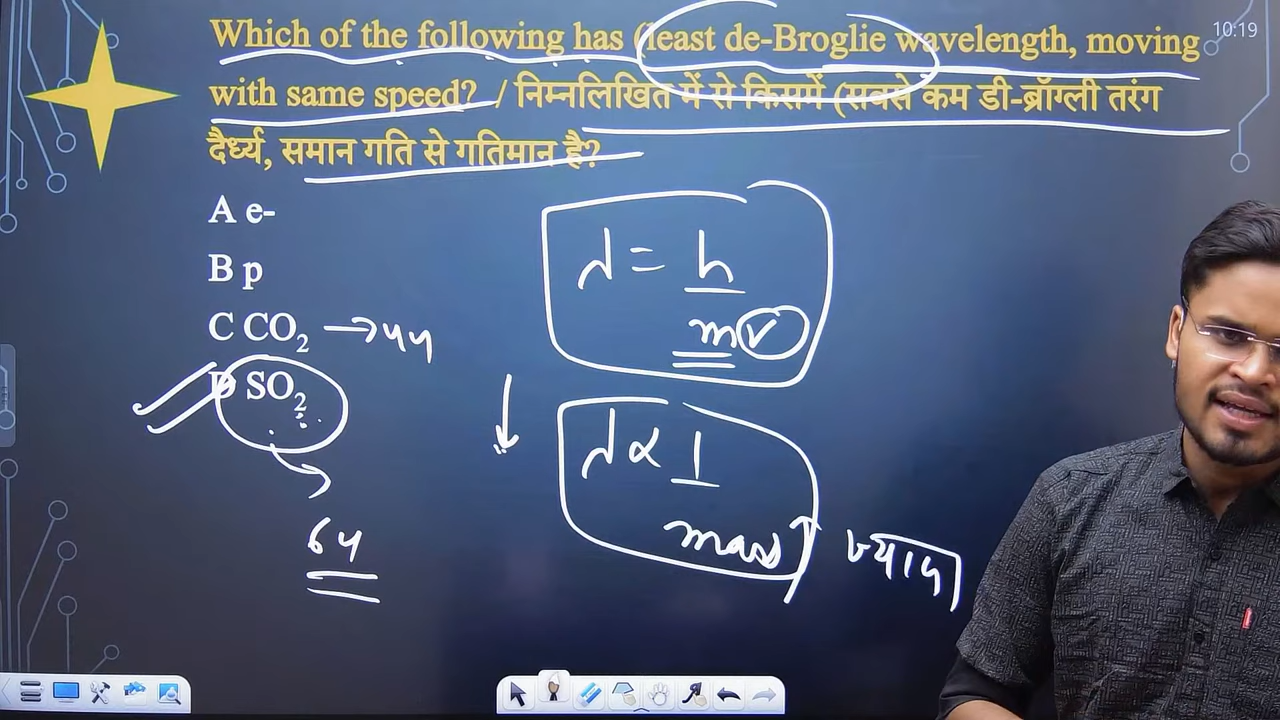 10:19
Which of the following has (least de-Broglie wavelength, moving
with same speed? / निम्नलिखित में से किसमें (सबसे कम डी-ब्रॉग्ली तरंग
दैर्ध्य, समान गति से गतिमान है?
A e-
B p
C CO₂ → 44
D SO₂
64
λ = h
mv
λ ∝ 1
mass
ज्यादा